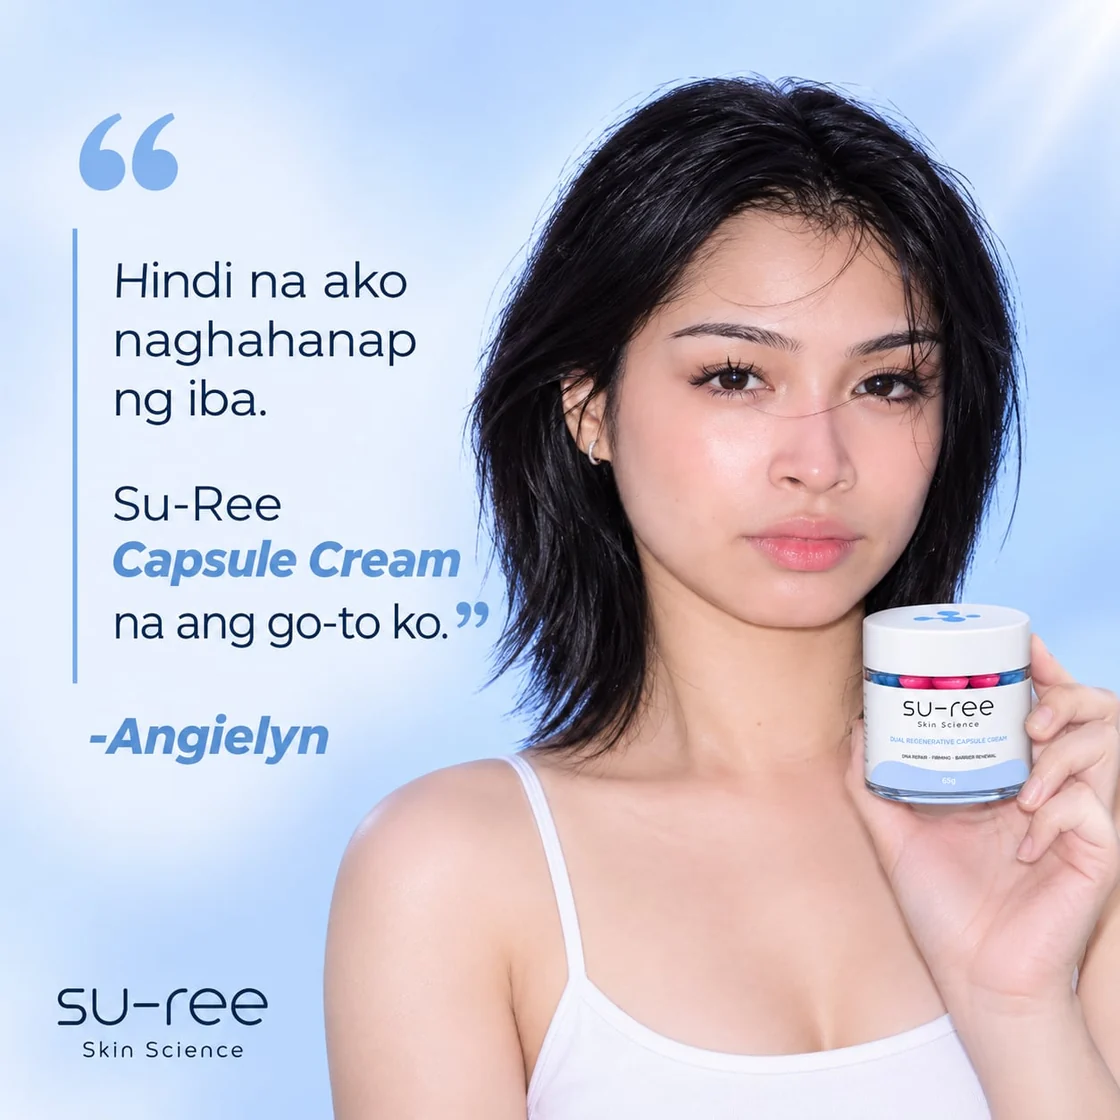 “
Hindi na ako
naghahanap
ng iba.
Su-Ree
Capsule Cream
na ang go-to ko.”
-Angielyn
su-ree
Skin Science
DUAL REGENERATIVE CAPSULE CREAM
DNA REPAIR - FIRMING - BARRIER RENEWAL
65g
su-ree
Skin Science